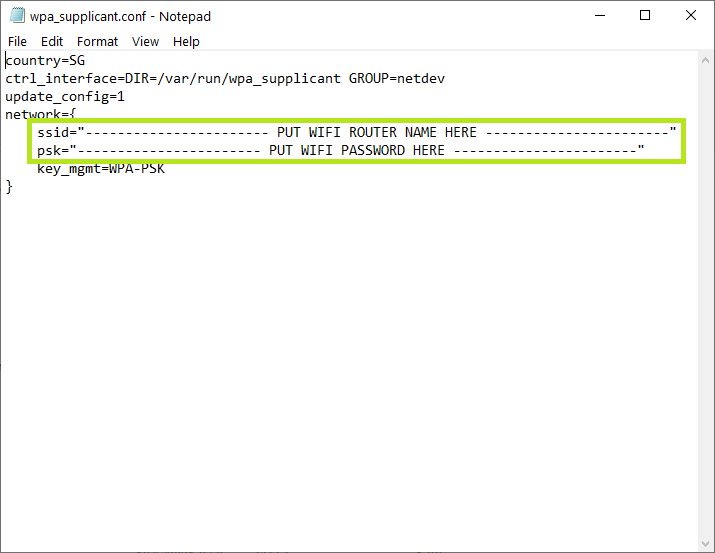 wpa_supplicant.conf - Notepad
File Edit Format View Help
country=SG
ctrl_interface=DIR=/var/run/wpa_supplicant GROUP=netdev
update_config=1
network={
    ssid="----------------------- PUT WIFI ROUTER NAME HERE -----------------------"
    psk="----------------------- PUT WIFI PASSWORD HERE -----------------------"
    key_mgmt=WPA-PSK
}